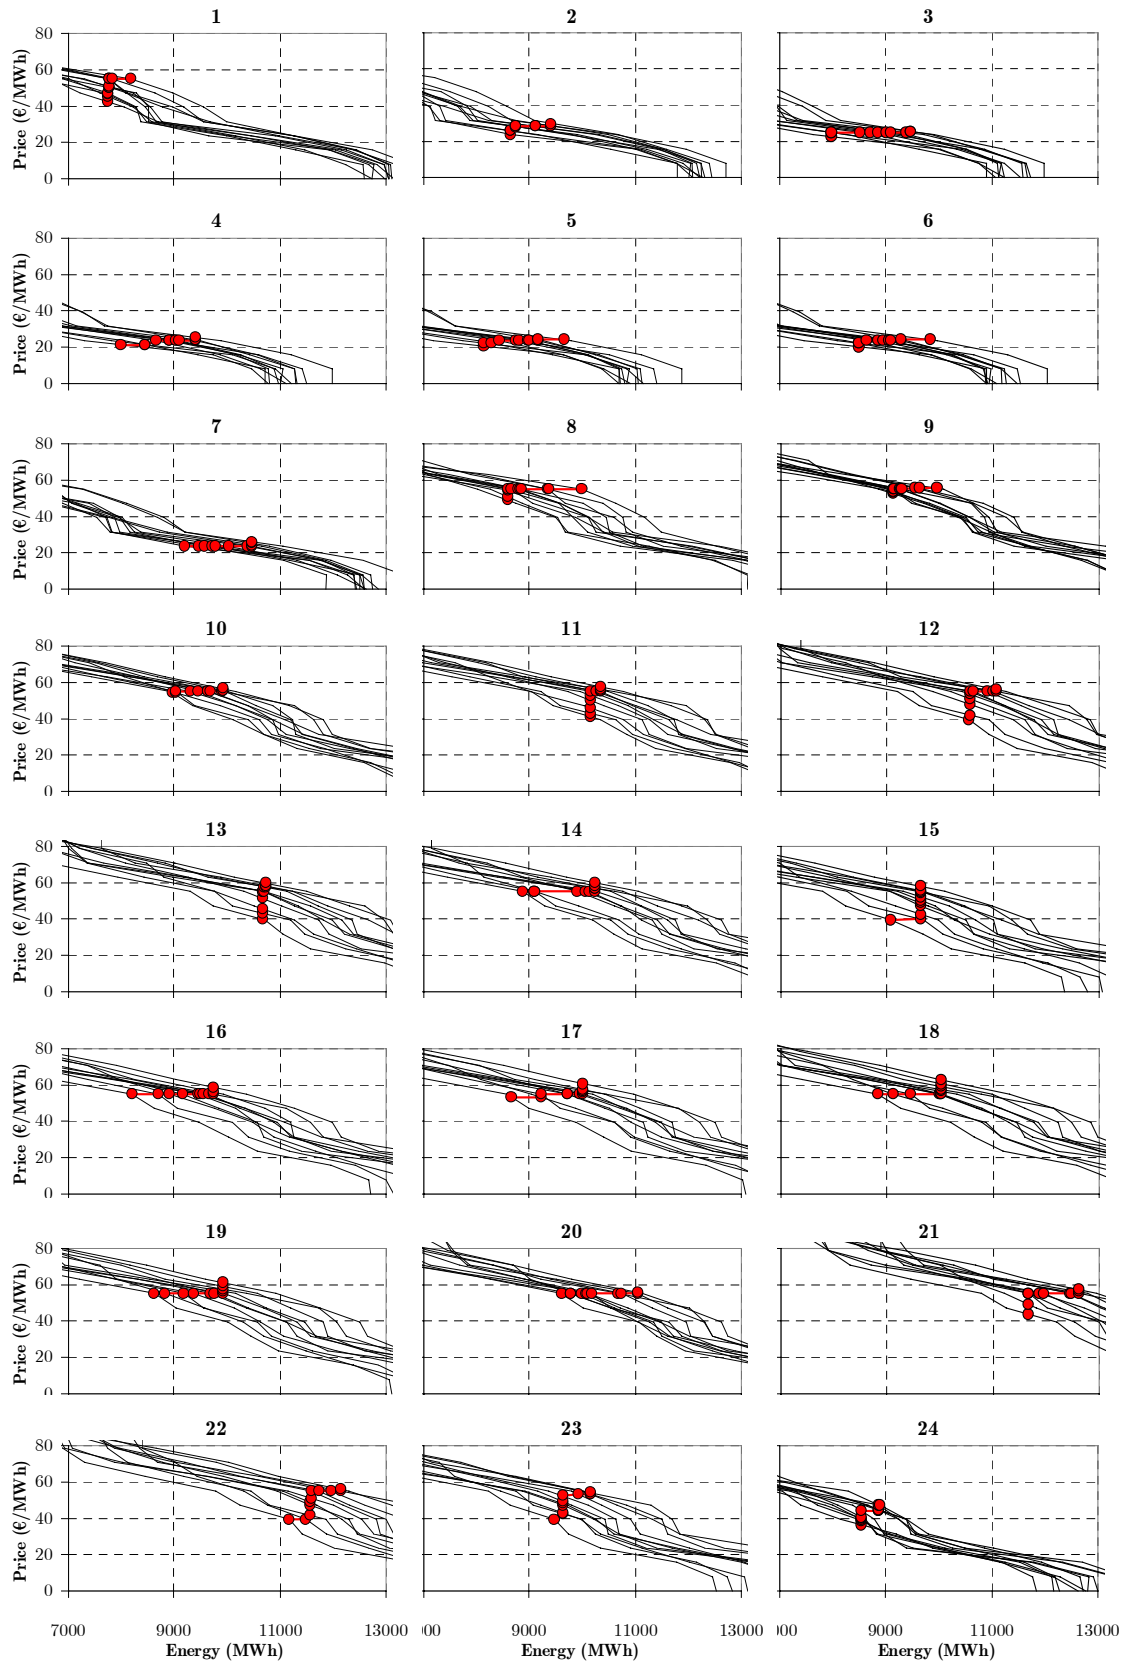 1 2 3
Price (€/MWh) 80 60 40 20 0
4 5 6
Price (€/MWh) 80 60 40 20 0
7 8 9
Price (€/MWh) 80 60 40 20 0
10 11 12
Price (€/MWh) 80 60 40 20 0
13 14 15
Price (€/MWh) 80 60 40 20 0
16 17 18
Price (€/MWh) 80 60 40 20 0
19 20 21
Price (€/MWh) 80 60 40 20 0
22 23 24
Price (€/MWh) 80 60 40 20 0
7000 9000 11000 13000 000 9000 11000 13000 000 9000 11000 13000
Energy (MWh) Energy (MWh) Energy (MWh)